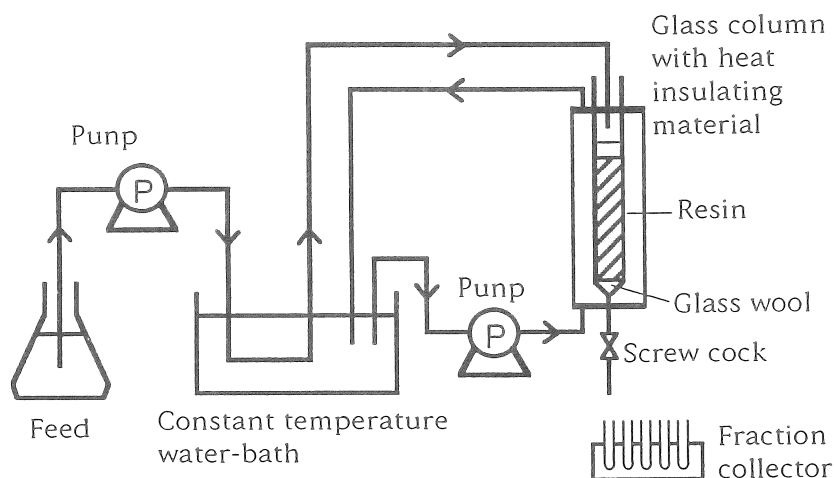 Glass column
with heat
insulating
material
Punp
P
Resin
Punp
Glass wool
P
Screw cock
Feed
Constant temperature
water-bath
Fraction
collector